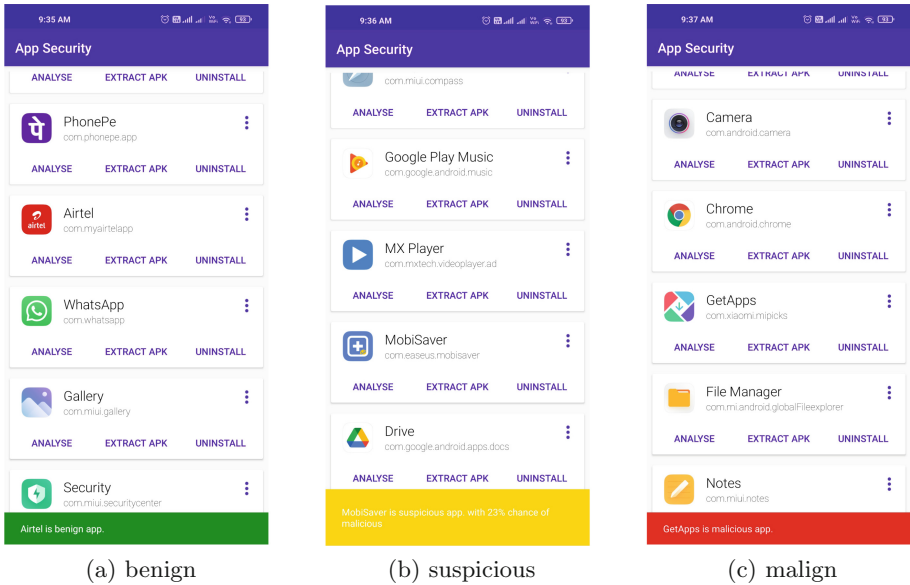 9:35 AM
93
App Security
ANALYSE EXTRACT APK UNINSTALL
पे
PhonePe
com.phonepe.app
ANALYSE EXTRACT APK UNINSTALL
airtel
Airtel
com.myairtelapp
ANALYSE EXTRACT APK UNINSTALL
WhatsApp
com.whatsapp
ANALYSE EXTRACT APK UNINSTALL
Gallery
com.miui.gallery
ANALYSE EXTRACT APK UNINSTALL
Security
com.miui.securitycenter
Airtel is benign app.
(a) benign
9:36 AM
93
App Security
com.miui.compass
ANALYSE EXTRACT APK UNINSTALL
Google Play Music
com.google.android.music
ANALYSE EXTRACT APK UNINSTALL
MX Player
com.mxtech.videoplayer.ad
ANALYSE EXTRACT APK UNINSTALL
MobiSaver
com.easeus.mobisaver
ANALYSE EXTRACT APK UNINSTALL
Drive
com.google.android.apps.docs
ANALYSE EXTRACT APK UNINSTALL
MobiSaver is suspicious app. with 23% chance of
malicious
(b) suspicious
9:37 AM
93
App Security
ANALYSE EXTRACT APK UNINSTALL
Camera
com.android.camera
ANALYSE EXTRACT APK UNINSTALL
Chrome
com.android.chrome
ANALYSE EXTRACT APK UNINSTALL
GetApps
com.xiaomi.mipicks
ANALYSE EXTRACT APK UNINSTALL
File Manager
com.mi.android.globalFileexplorer
ANALYSE EXTRACT APK UNINSTALL
Notes
com.miui.notes
GetApps is malicious app.
(c) malign